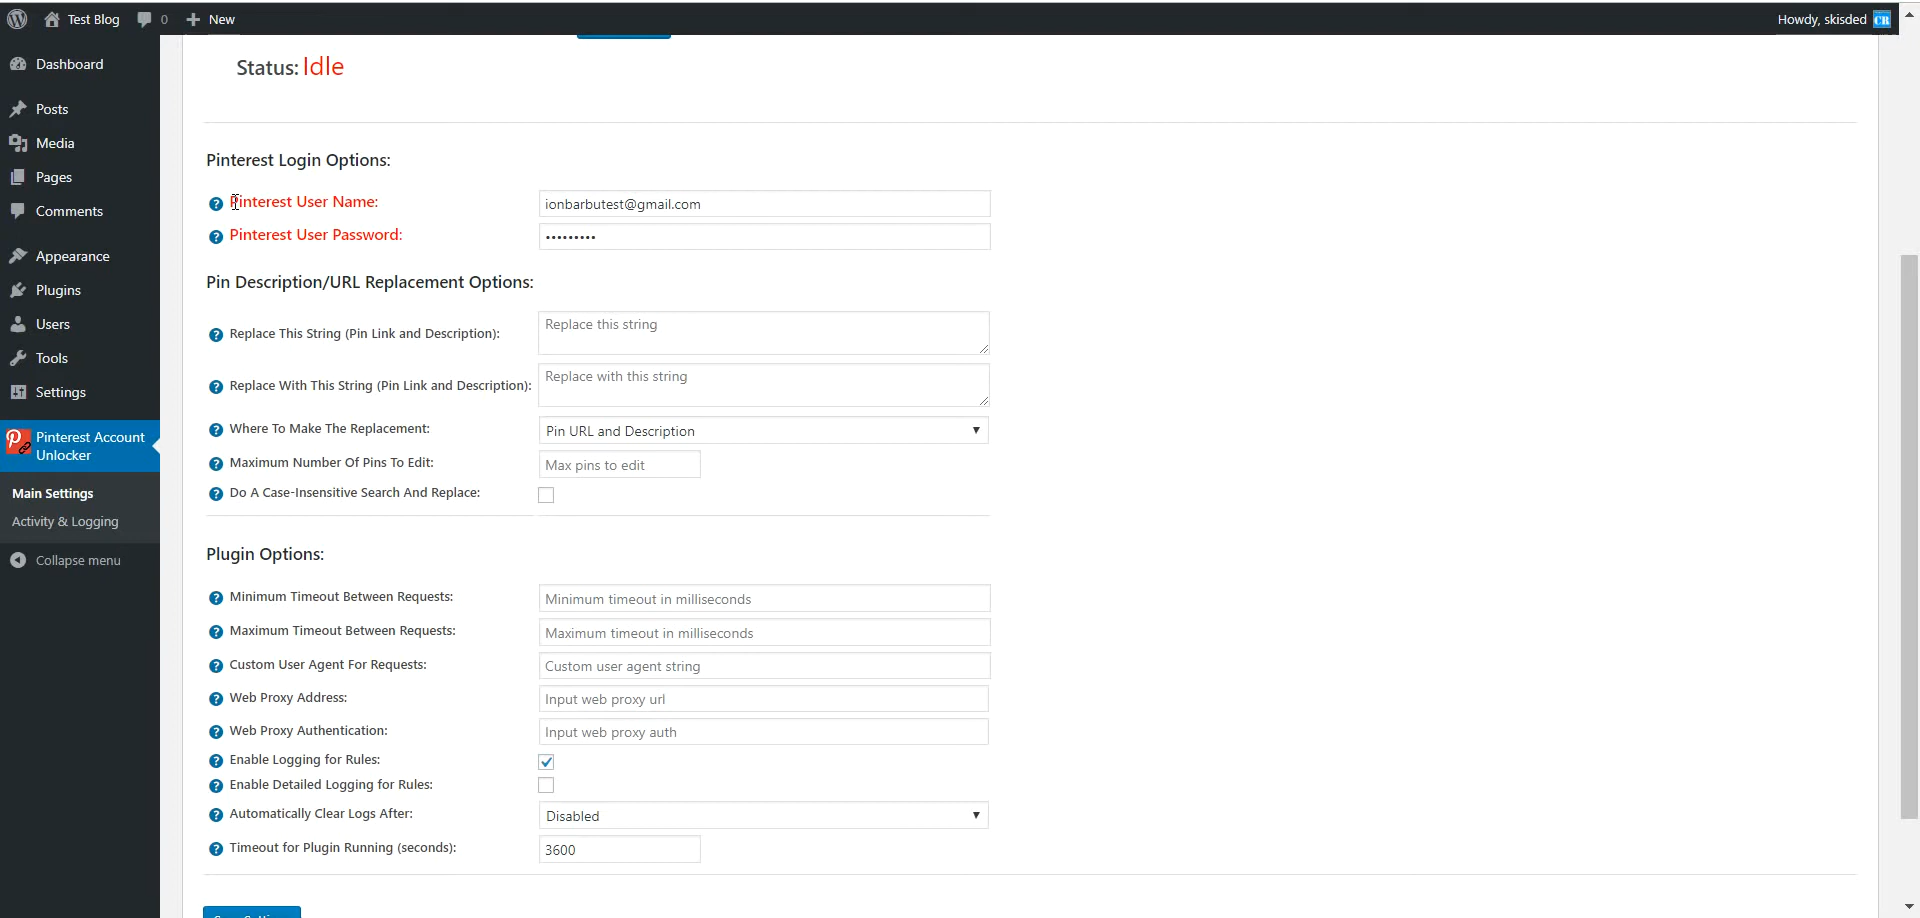 Test Blog
0
New
Howdy, skisded
CR
Dashboard
Posts
Media
Pages
Comments
Appearance
Plugins
Users
Tools
Settings
Pinterest Account
Unlocker
Main Settings
Activity & Logging
Collapse menu
Status: Idle
Pinterest Login Options:
Pinterest User Name: ionbarbutest@gmail.com
Pinterest User Password: •••••••••
Pin Description/URL Replacement Options:
Replace This String (Pin Link and Description): Replace this string
Replace With This String (Pin Link and Description): Replace with this string
Where To Make The Replacement: Pin URL and Description
Maximum Number Of Pins To Edit: Max pins to edit
Do A Case-Insensitive Search And Replace:
Plugin Options:
Minimum Timeout Between Requests: Minimum timeout in milliseconds
Maximum Timeout Between Requests: Maximum timeout in milliseconds
Custom User Agent For Requests: Custom user agent string
Web Proxy Address: Input web proxy url
Web Proxy Authentication: Input web proxy auth
Enable Logging for Rules:
Enable Detailed Logging for Rules:
Automatically Clear Logs After: Disabled
Timeout for Plugin Running (seconds): 3600